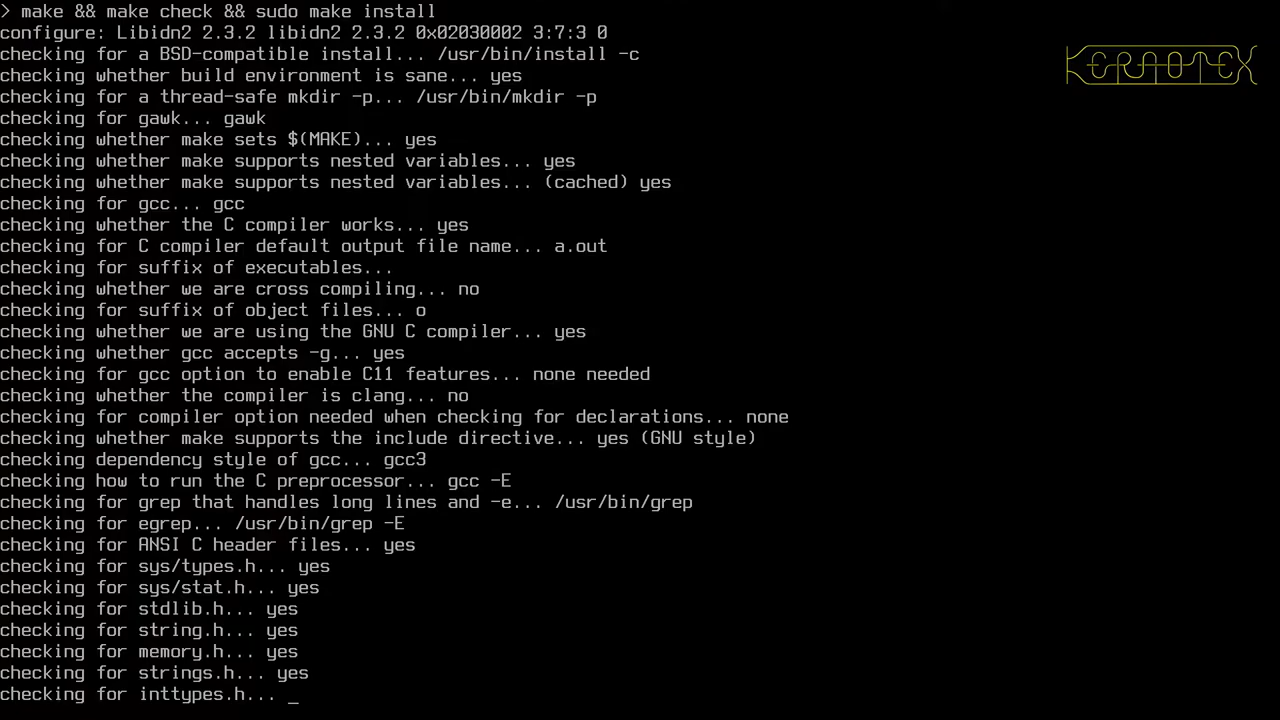 > make && make check && sudo make install
configure: Libidn2 2.3.2 libidn2 2.3.2 0x02030002 3:7:3 0
checking for a BSD-compatible install... /usr/bin/install -c
checking whether build environment is sane... yes
checking for a thread-safe mkdir -p... /usr/bin/mkdir -p
checking for gawk... gawk
checking whether make sets $(MAKE)... yes
checking whether make supports nested variables... yes
checking whether make supports nested variables... (cached) yes
checking for gcc... gcc
checking whether the C compiler works... yes
checking for C compiler default output file name... a.out
checking for suffix of executables...
checking whether we are cross compiling... no
checking for suffix of object files... o
checking whether we are using the GNU C compiler... yes
checking whether gcc accepts -g... yes
checking for gcc option to enable C11 features... none needed
checking whether the compiler is clang... no
checking for compiler option needed when checking for declarations... none
checking whether make supports the include directive... yes (GNU style)
checking dependency style of gcc... gcc3
checking how to run the C preprocessor... gcc -E
checking for grep that handles long lines and -e... /usr/bin/grep
checking for egrep... /usr/bin/grep -E
checking for ANSI C header files... yes
checking for sys/types.h... yes
checking for sys/stat.h... yes
checking for stdlib.h... yes
checking for string.h... yes
checking for memory.h... yes
checking for strings.h... yes
checking for inttypes.h... _
KERNOTEX